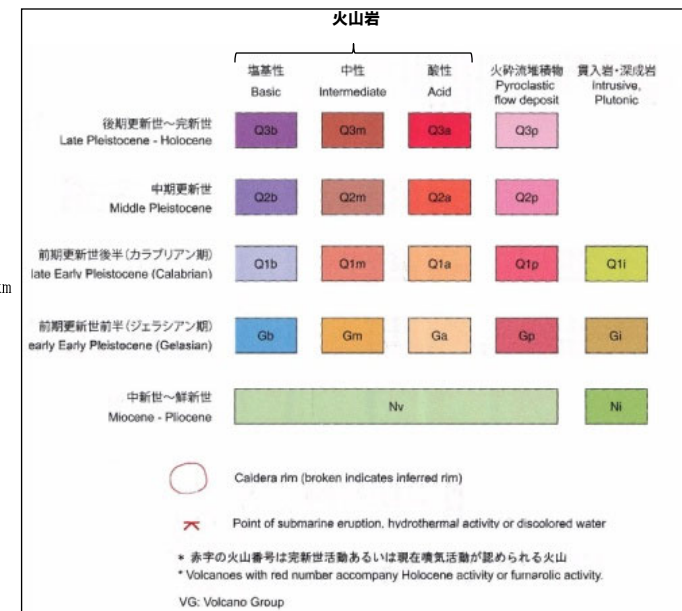 火山岩
塩基性 中性 酸性 火砕流堆積物 貫入岩・深成岩
Basic Intermediate Acid Pyroclastic flow deposit Intrusive, Plutonic
後期更新世～完新世
Late Pleistocene - Holocene
Q3b Q3m Q3a Q3p
中期更新世
Middle Pleistocene
Q2b Q2m Q2a Q2p
前期更新世後半(カラブリアン期)
late Early Pleistocene (Calabrian)
Q1b Q1m Q1a Q1p Q1i
km
前期更新世前半(ジェラシアン期)
early Early Pleistocene (Gelasian)
Gb Gm Ga Gp Gi
中新世～鮮新世
Miocene - Pliocene
Nv Ni
Caldera rim (broken indicates inferred rim)
Point of submarine eruption, hydrothermal activity or discolored water
* 赤字の火山番号は完新世活動あるいは現在噴気活動が認められる火山
* Volcanoes with red number accompany Holocene activity or fumarolic activity.
VG: Volcano Group